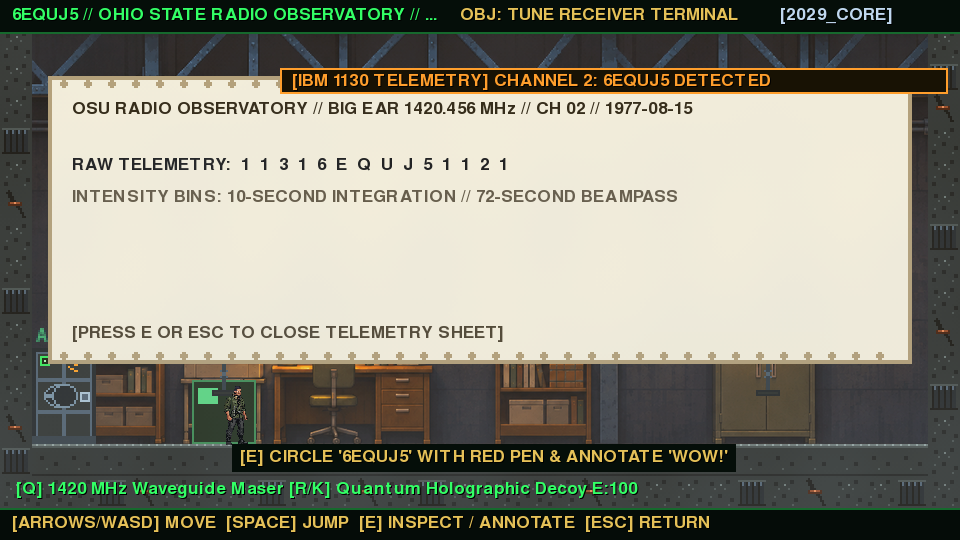 6EQUJ5 // OHIO STATE RADIO OBSERVATORY // ... OBJ: TUNE RECEIVER TERMINAL [2029_CORE]
[IBM 1130 TELEMETRY] CHANNEL 2: 6EQUJ5 DETECTED
OSU RADIO OBSERVATORY // BIG EAR 1420.456 MHz // CH 02 // 1977-08-15
RAW TELEMETRY: 1 1 3 1 6 E Q U J 5 1 1 2 1
INTENSITY BINS: 10-SECOND INTEGRATION // 72-SECOND BEAMPASS
[PRESS E OR ESC TO CLOSE TELEMETRY SHEET]
[E] CIRCLE '6EQUJ5' WITH RED PEN & ANNOTATE 'WOW!'
[Q] 1420 MHz Waveguide Maser [R/K] Quantum Holographic Decoy E:100
[ARROWS/WASD] MOVE [SPACE] JUMP [E] INSPECT / ANNOTATE [ESC] RETURN